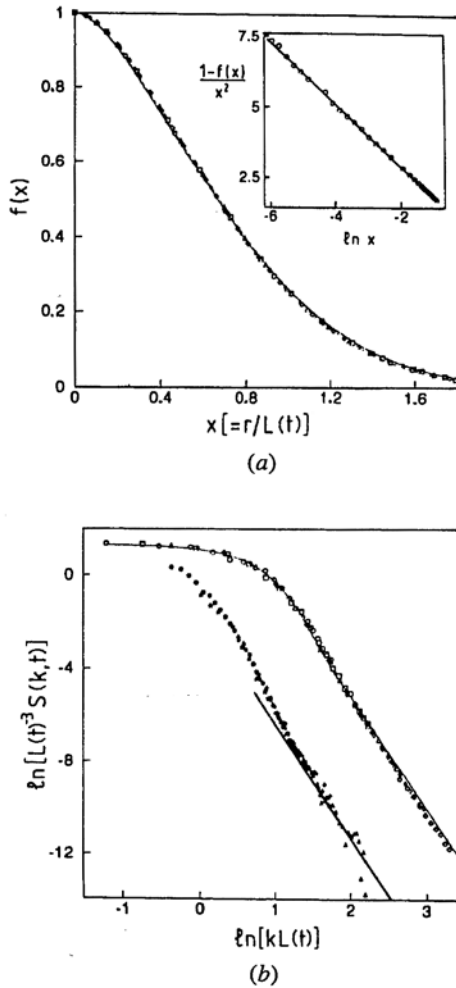 1
0.8
0.6
0.4
0.2
0
f(x)
0
0.4
0.8
1.2
1.6
x[=r/L(t)]
7.5
5
2.5
1-f(x)
x²
-6
-4
-2
ℓn x
(a)
0
-4
-8
-12
ℓn[L(t)⁻³ S(k,t)]
-1
0
1
2
3
ℓn[kL(t)]
(b)